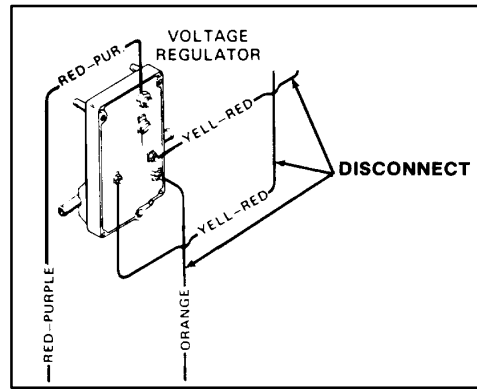 VOLTAGE
REGULATOR
RED-PUR.
YELL-RED
DISCONNECT
YELL-RED
RED-PURPLE
ORANGE